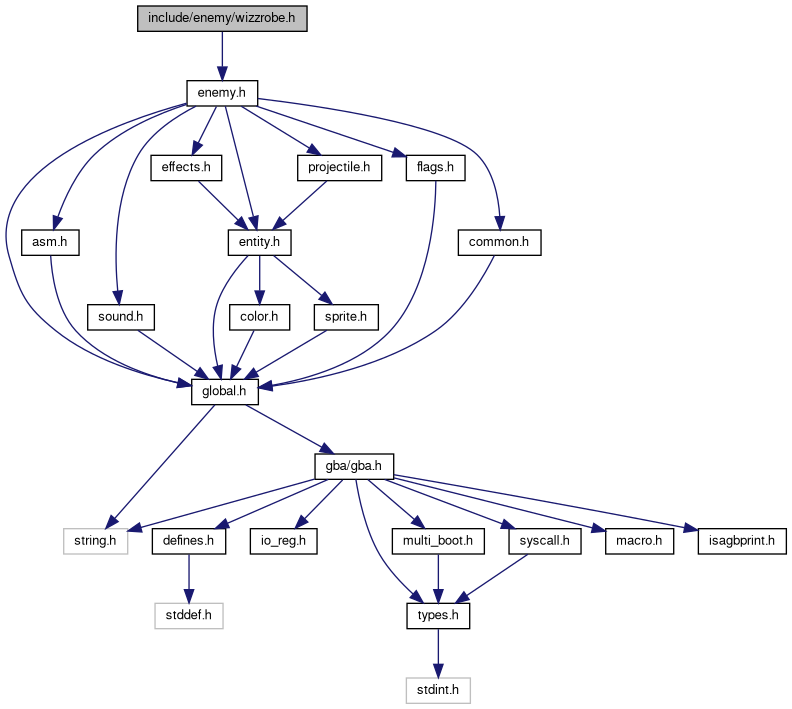 include/enemy/wizzrobe.h
enemy.h
effects.h
projectile.h
flags.h
asm.h
entity.h
common.h
sound.h
color.h
sprite.h
global.h
gba/gba.h
string.h
defines.h
io_reg.h
multi_boot.h
syscall.h
macro.h
isagbprint.h
stddef.h
types.h
stdint.h